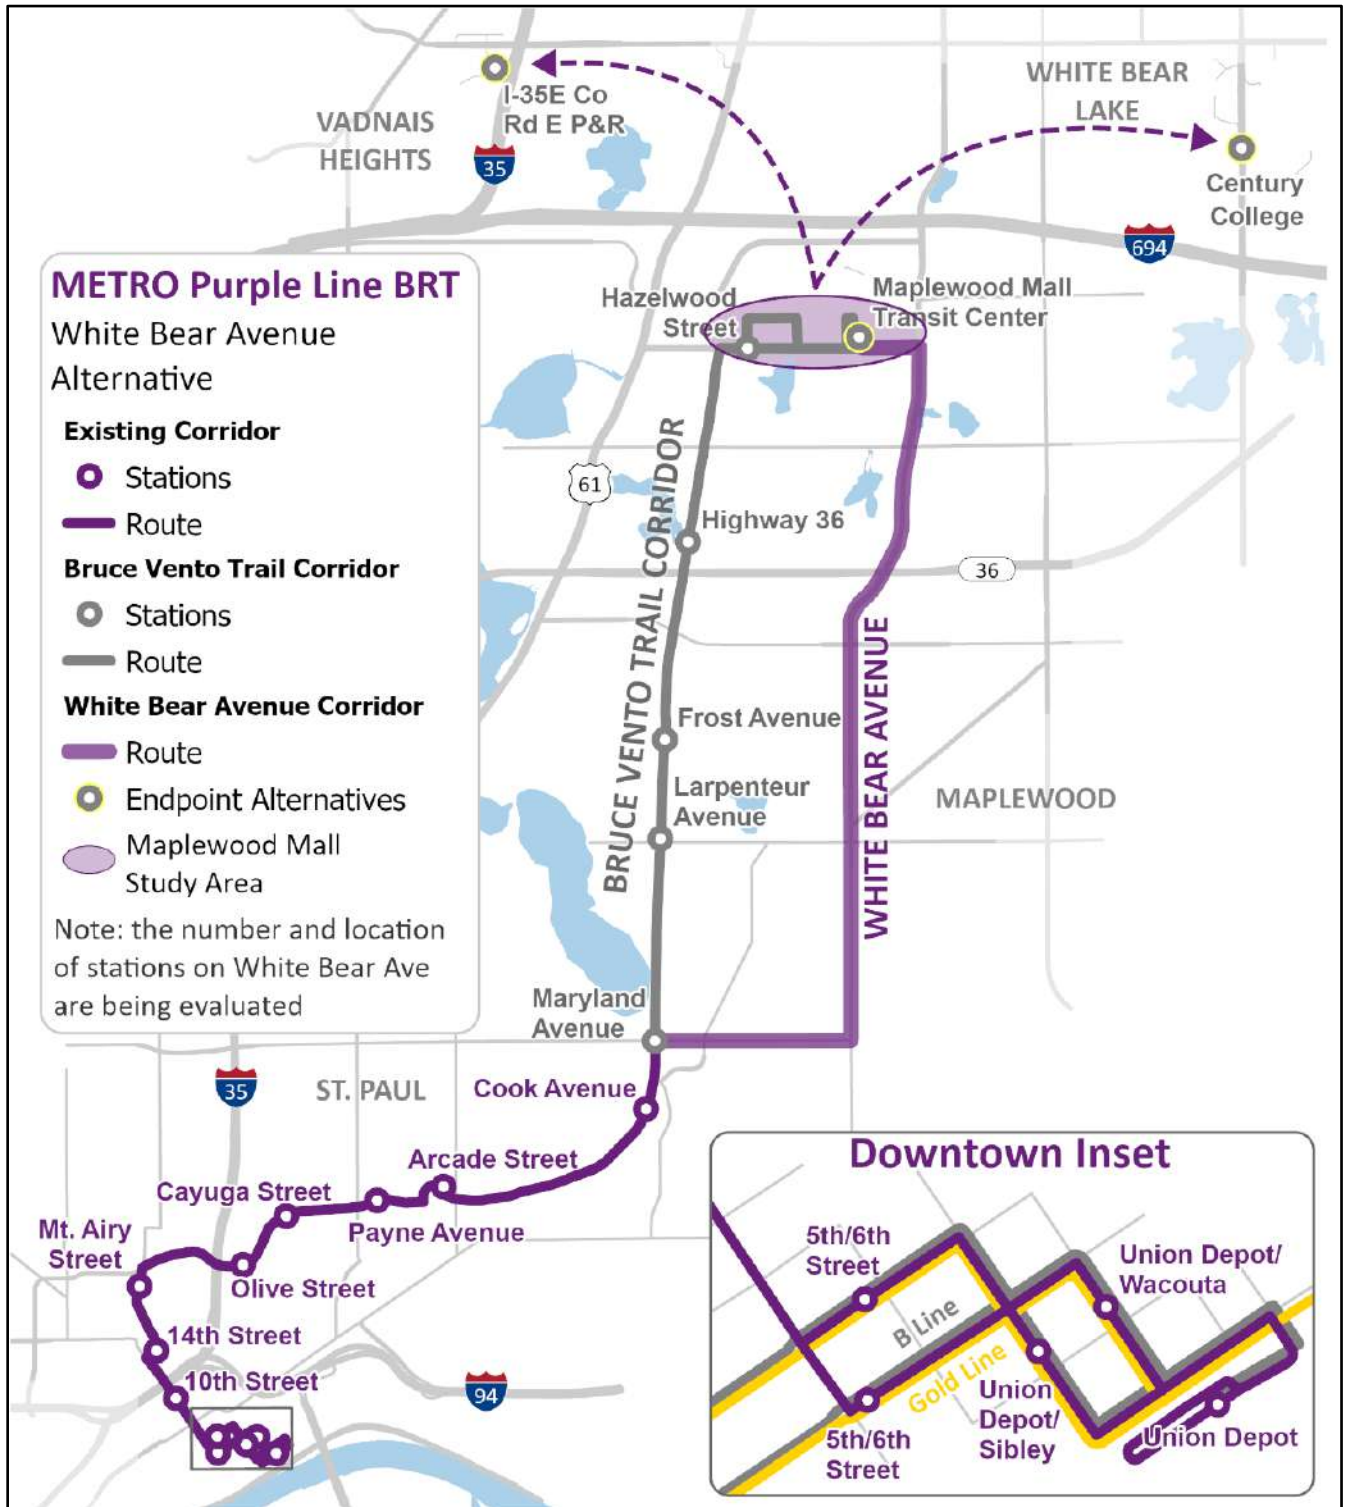 WHITE BEAR
LAKE
I-35E Co
Rd E P&R
VADNAIS
HEIGHTS
35
Century
College
694
METRO Purple Line BRT
White Bear Avenue
Alternative
Existing Corridor
Stations
Route
Bruce Vento Trail Corridor
Stations
Route
White Bear Avenue Corridor
Route
Endpoint Alternatives
Maplewood Mall
Study Area
Note: the number and location
of stations on White Bear Ave
are being evaluated
Hazelwood
Street
Maplewood Mall
Transit Center
61
BRUCE VENTO TRAIL CORRIDOR
Highway 36
36
WHITE BEAR AVENUE
Frost Avenue
Larpenteur
Avenue
MAPLEWOOD
Maryland
Avenue
35
ST. PAUL
Cook Avenue
Arcade Street
Cayuga Street
Payne Avenue
Mt. Airy
Street
Olive Street
14th Street
10th Street
94
Downtown Inset
5th/6th
Street
Union Depot/
Wacouta
B Line
Gold Line
Union
Depot/
Sibley
5th/6th
Street
Union Depot